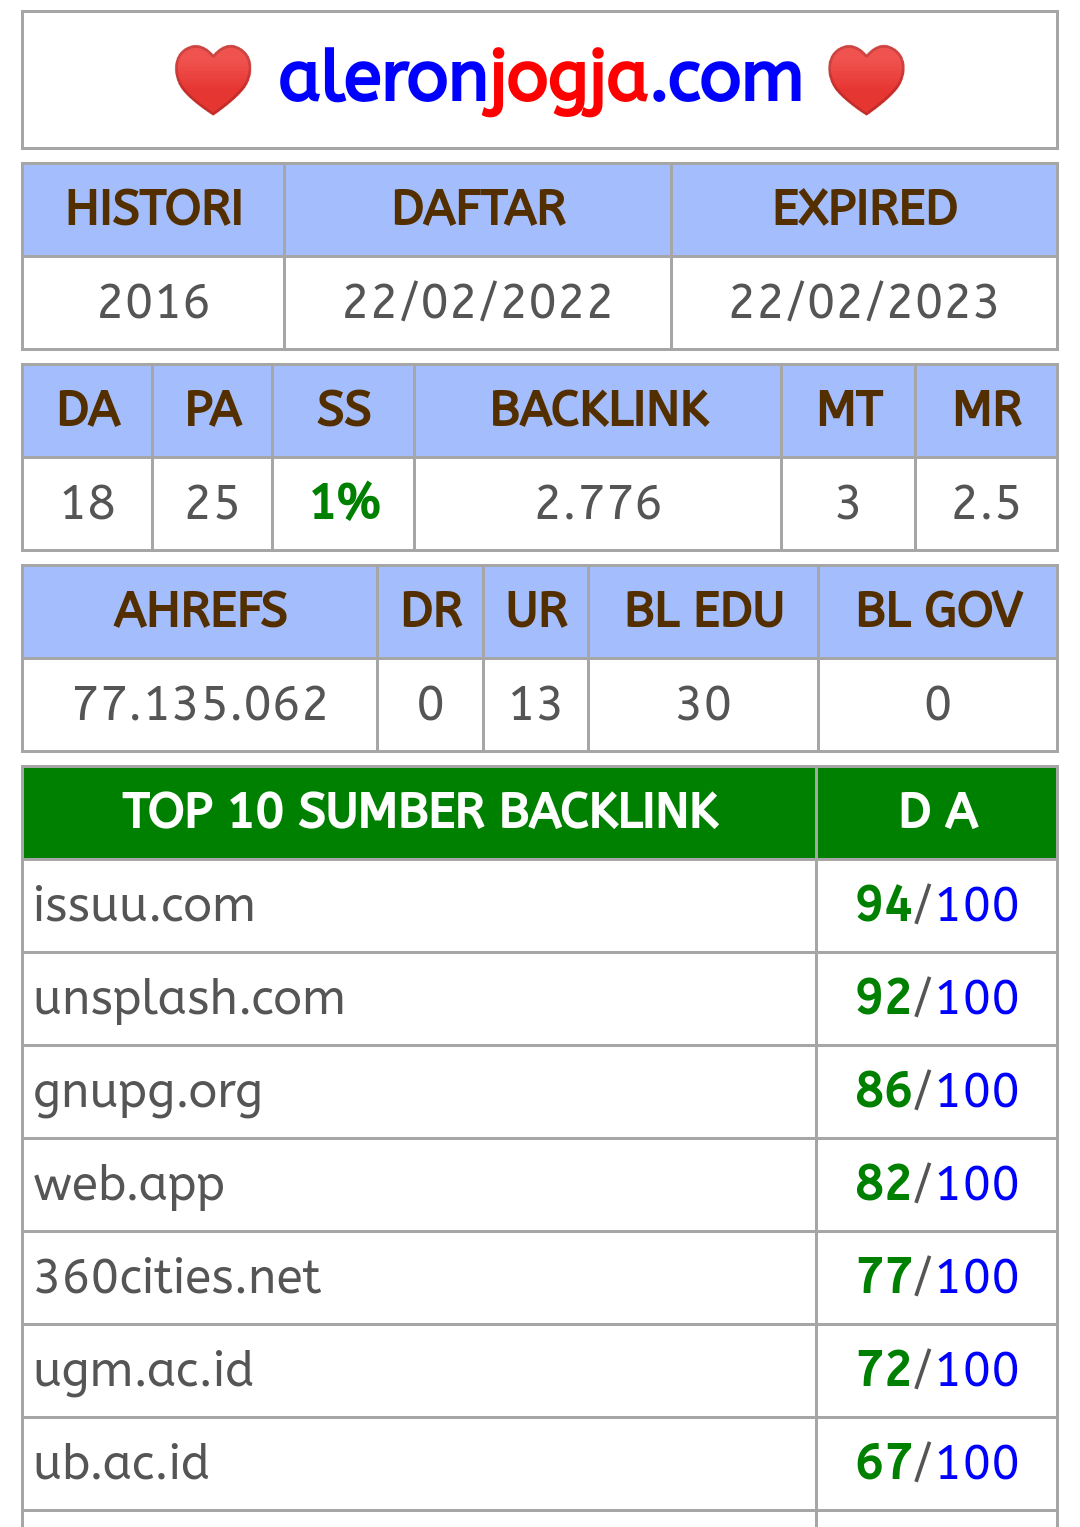 ❤️ aleronjogja.com ❤️
HISTORI DAFTAR EXPIRED
2016 22/02/2022 22/02/2023
DA PA SS BACKLINK MT MR
18 25 1% 2.776 3 2.5
AHREFS DR UR BL EDU BL GOV
77.135.062 0 13 30 0
TOP 10 SUMBER BACKLINK D A
issuu.com 94/100
unsplash.com 92/100
gnupg.org 86/100
web.app 82/100
360cities.net 77/100
ugm.ac.id 72/100
ub.ac.id 67/100